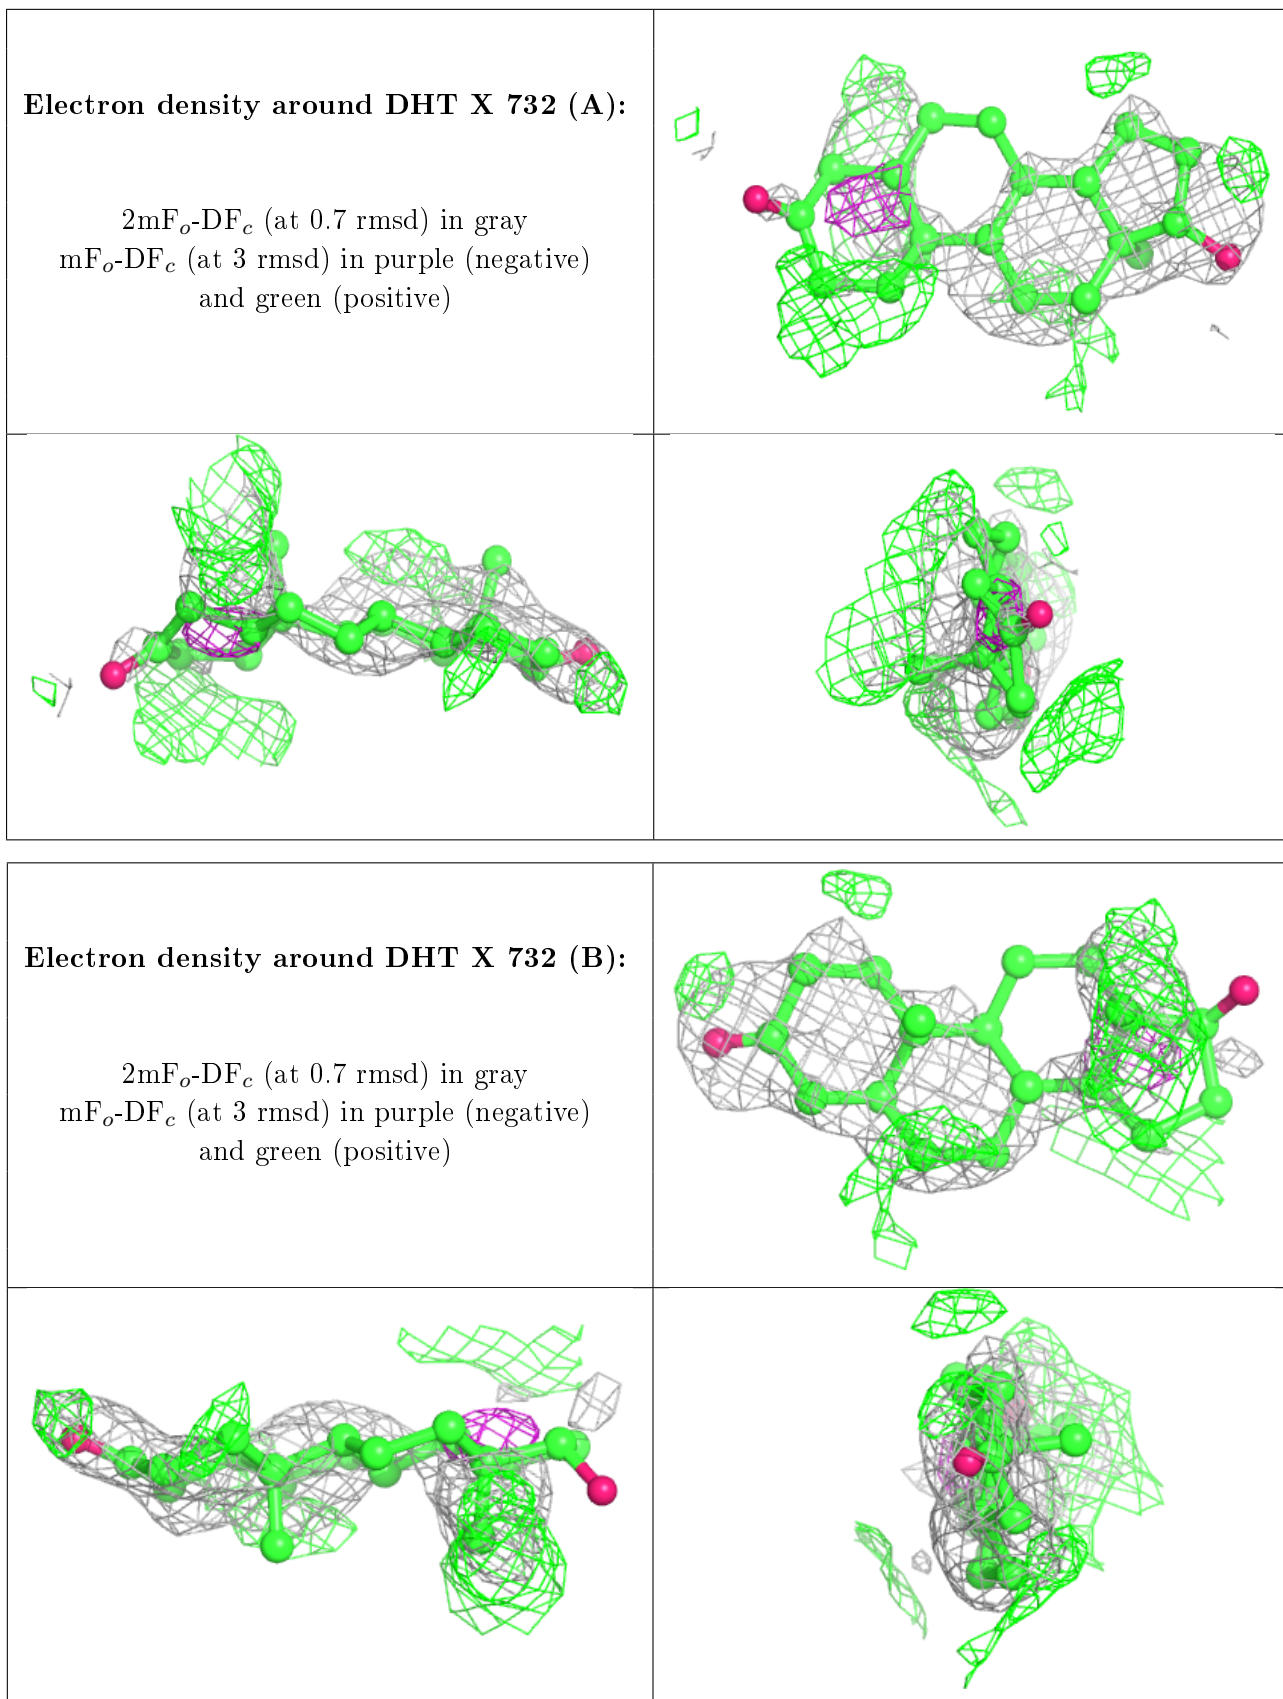 Electron density around DHT X 732 (A):
2mFₒ-DF𝒸 (at 0.7 rmsd) in gray
mFₒ-DF𝒸 (at 3 rmsd) in purple (negative)
and green (positive)
Electron density around DHT X 732 (B):
2mFₒ-DF𝒸 (at 0.7 rmsd) in gray
mFₒ-DF𝒸 (at 3 rmsd) in purple (negative)
and green (positive)